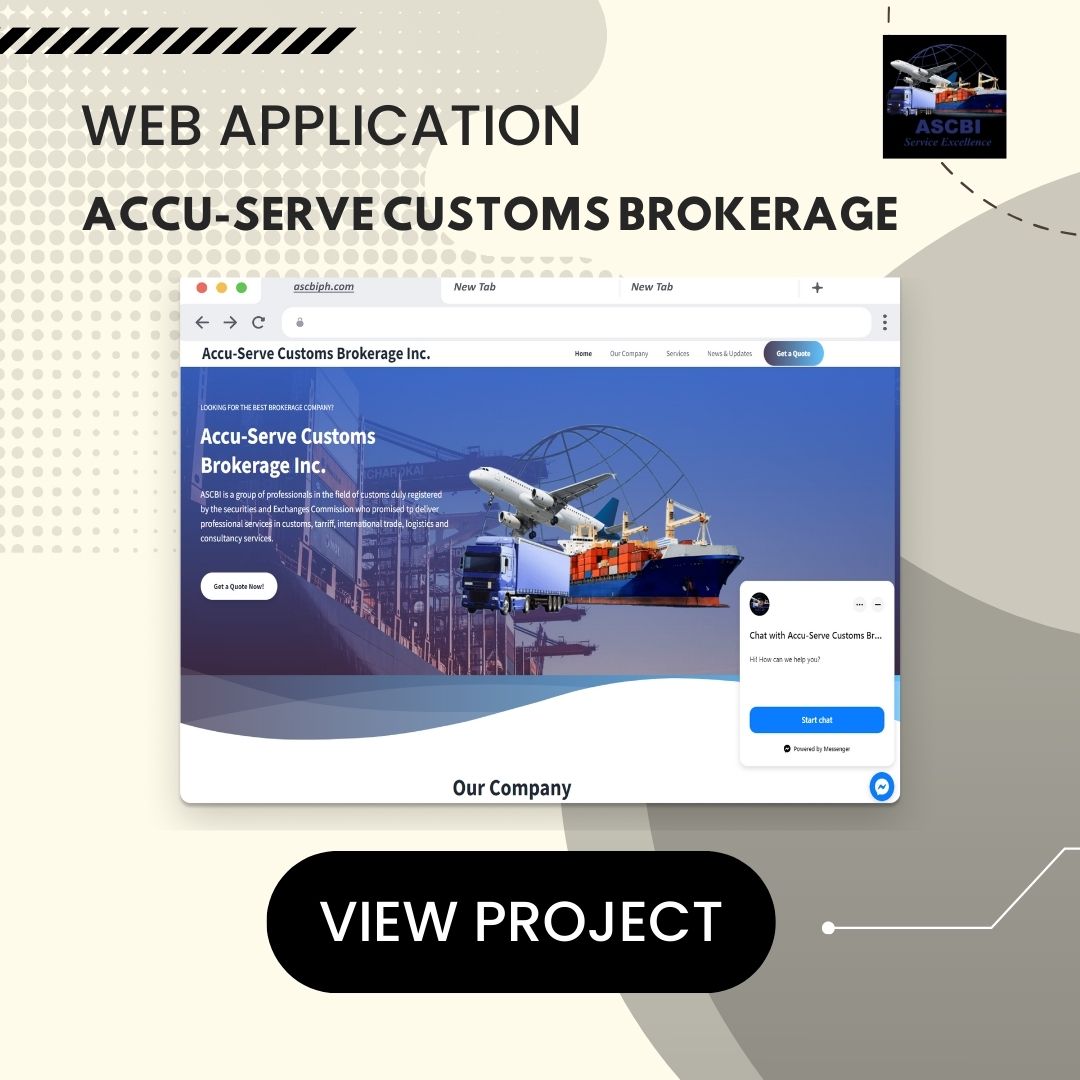 WEB APPLICATION
ASCBI
Service Excellence
ACCU-SERVE CUSTOMS BROKERAGE
ascbiph.com
New Tab
New Tab
Accu-Serve Customs Brokerage Inc.
Home
Our Company
Services
News & Updates
Get a Quote
LOOKING FOR THE BEST BROKERAGE COMPANY?
Accu-Serve Customs
Brokerage Inc.
ASCBI is a group of professionals in the field of customs duly registered
by the securities and Exchanges Commission who promised to deliver
professional services in customs, tarriff, international trade, logistics and
consultancy services.
Get a Quote Now!
Chat with Accu-Serve Customs Br...
Hi! How can we help you?
Start chat
Powered by Messenger
Our Company
VIEW PROJECT